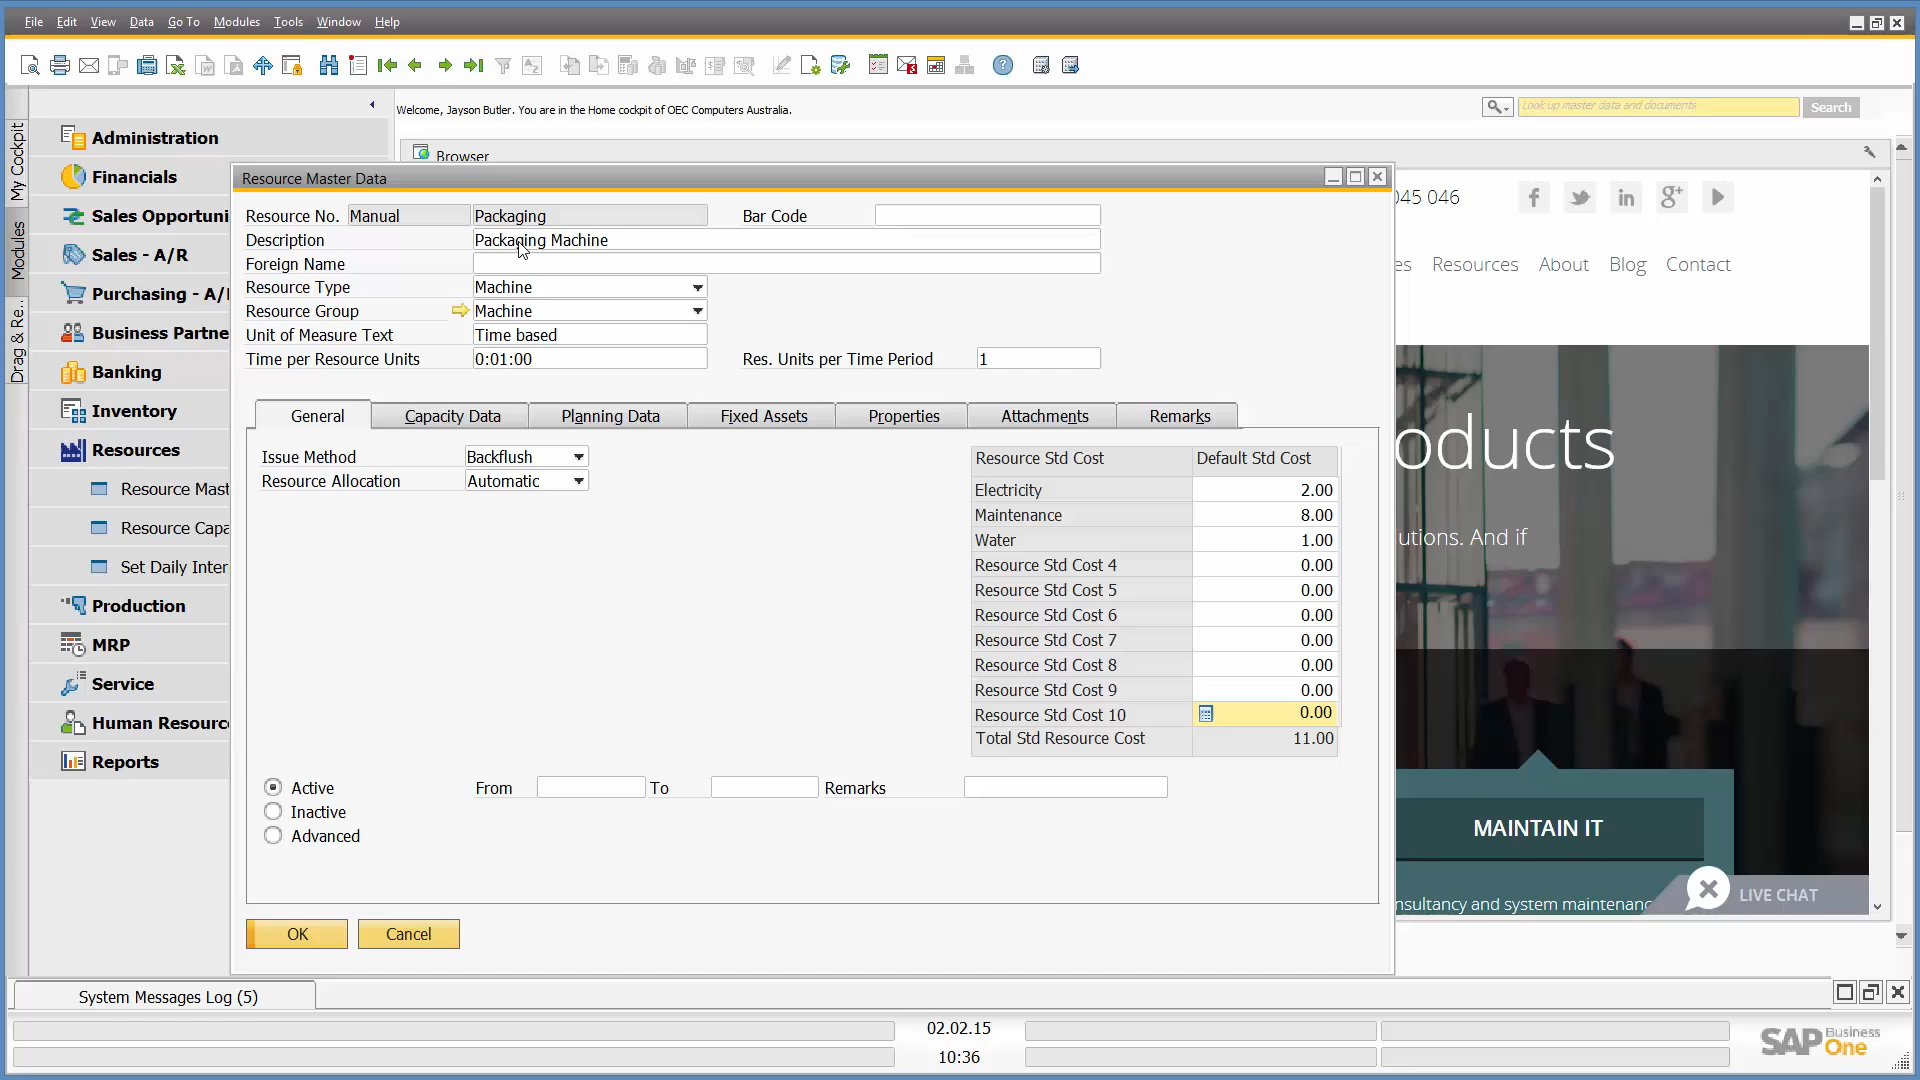 File Edit View Data Go To Modules Tools Window Help
Welcome, Jayson Butler. You are in the Home cockpit of OEC Computers Australia.
Look up master data and documents
Search
My Cockpit
Modules
Drag & Re...
Administration
Financials
Sales Opportuni
Sales - A/R
Purchasing - A/
Business Partne
Banking
Inventory
Resources
Resource Mast
Resource Capa
Set Daily Inter
Production
MRP
Service
Human Resourc
Reports
Browser
Resource Master Data
Resource No. Manual Packaging Bar Code
Description Packaging Machine
Foreign Name
Resource Type Machine
Resource Group Machine
Unit of Measure Text Time based
Time per Resource Units 0:01:00 Res. Units per Time Period 1
General Capacity Data Planning Data Fixed Assets Properties Attachments Remarks
Issue Method Backflush
Resource Allocation Automatic
Resource Std Cost Default Std Cost
Electricity 2.00
Maintenance 8.00
Water 1.00
Resource Std Cost 4 0.00
Resource Std Cost 5 0.00
Resource Std Cost 6 0.00
Resource Std Cost 7 0.00
Resource Std Cost 8 0.00
Resource Std Cost 9 0.00
Resource Std Cost 10 0.00
Total Std Resource Cost 11.00
Active From To Remarks
Inactive
Advanced
OK Cancel
045 046
f in g+
es Resources About Blog Contact
oducts
utions. And if
MAINTAIN IT
nsultancy and system maintenanc
LIVE CHAT
System Messages Log (5)
02.02.15
10:36
SAP Business One